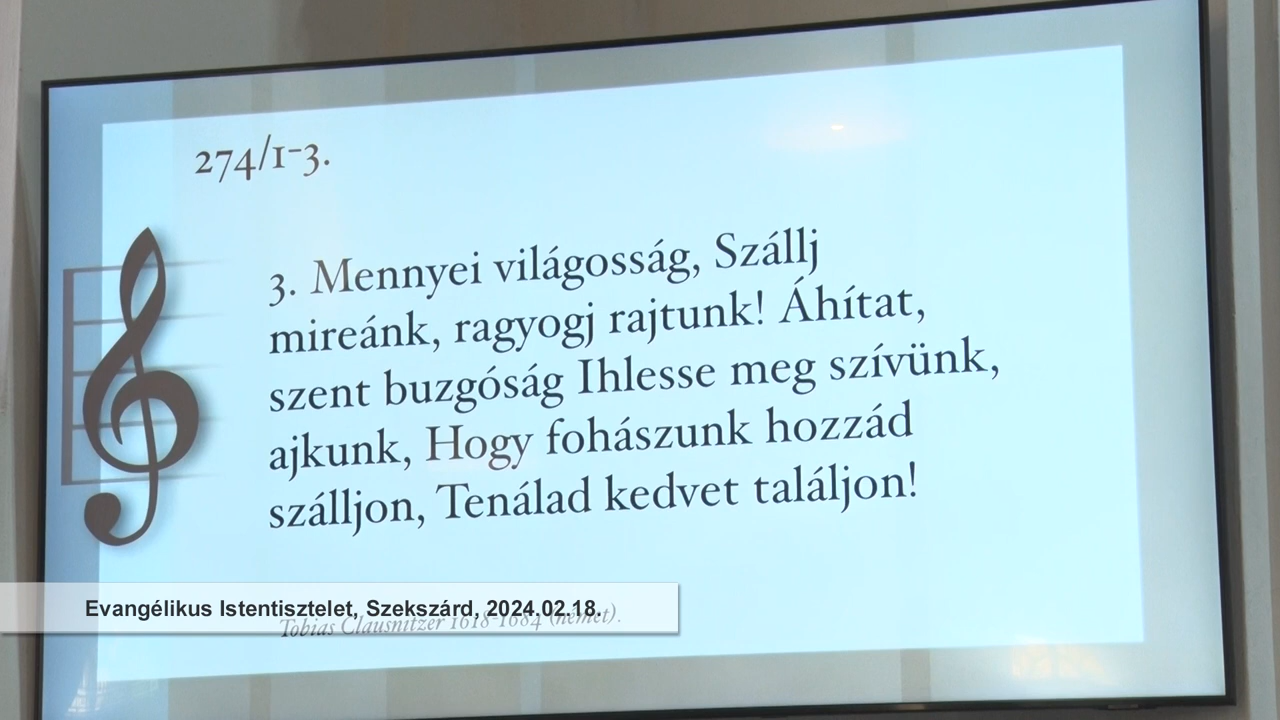 274/1-3.
3. Mennyei világosság, Szállj
mireánk, ragyogj rajtunk! Áhítat,
szent buzgóság Ihlesse meg szívünk,
ajkunk, Hogy fohászunk hozzád
szálljon, Tenálad kedvet találjon!
Evangélikus Istentisztelet, Szekszárd, 2024.02.18.
Tobias Clausnitzer 1618-1684 (német).